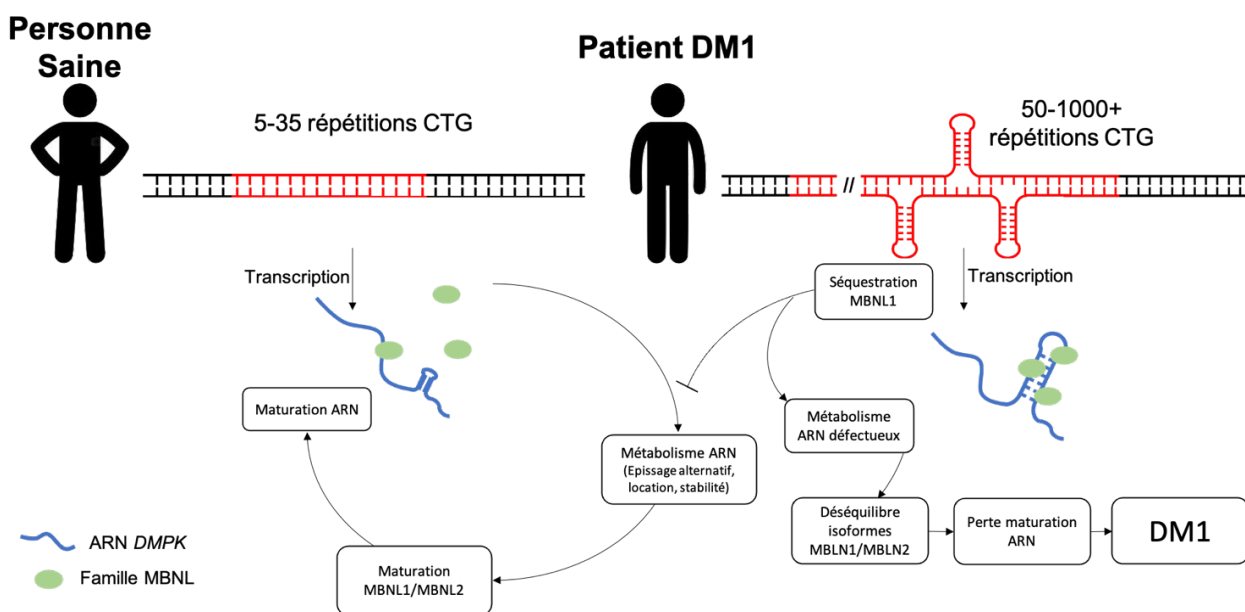 Personne
Saine
Patient DM1
5-35 répétitions CTG
50-1000+
répétitions CTG
//
Transcription
Séquestration
MBNL1
Transcription
Maturation ARN
Métabolisme
ARN défectueux
Métabolisme ARN
(Epissage alternatif,
location, stabilité)
Déséquilibre
isoformes
MBLN1/MBLN2
Perte maturation
ARN
DM1
ARN DMPK
Famille MBNL
Maturation
MBNL1/MBNL2